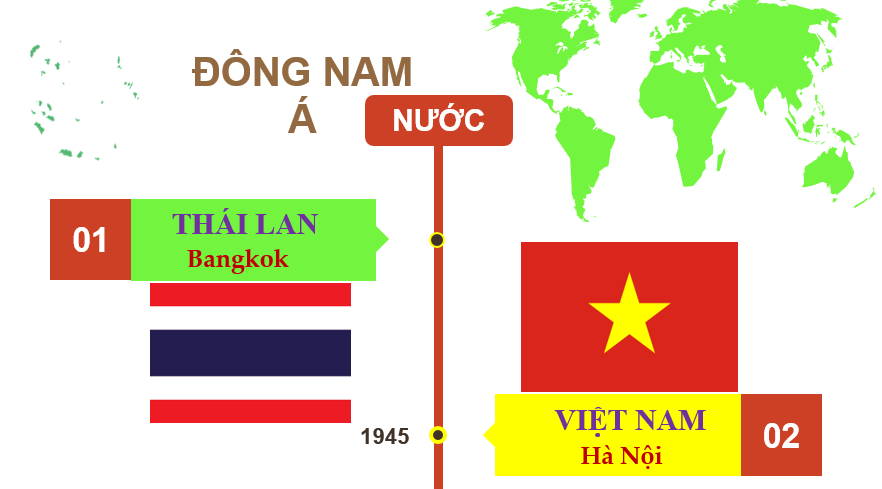 ĐÔNG NAM
Á
NƯỚC
01
THÁI LAN
Bangkok
1945
VIỆT NAM
Hà Nội
02